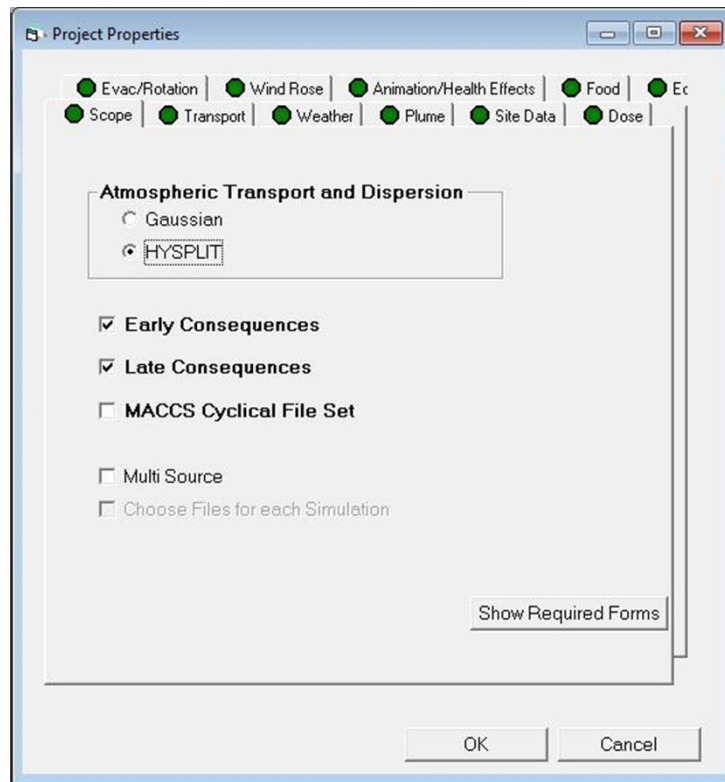 Project Properties
Evac/Rotation Wind Rose Animation/Health Effects Food Ec
Scope Transport Weather Plume Site Data Dose
Atmospheric Transport and Dispersion
Gaussian
HYSPLIT
Early Consequences
Late Consequences
MACCS Cyclical File Set
Multi Source
Choose Files for each Simulation
Show Required Forms
OK Cancel